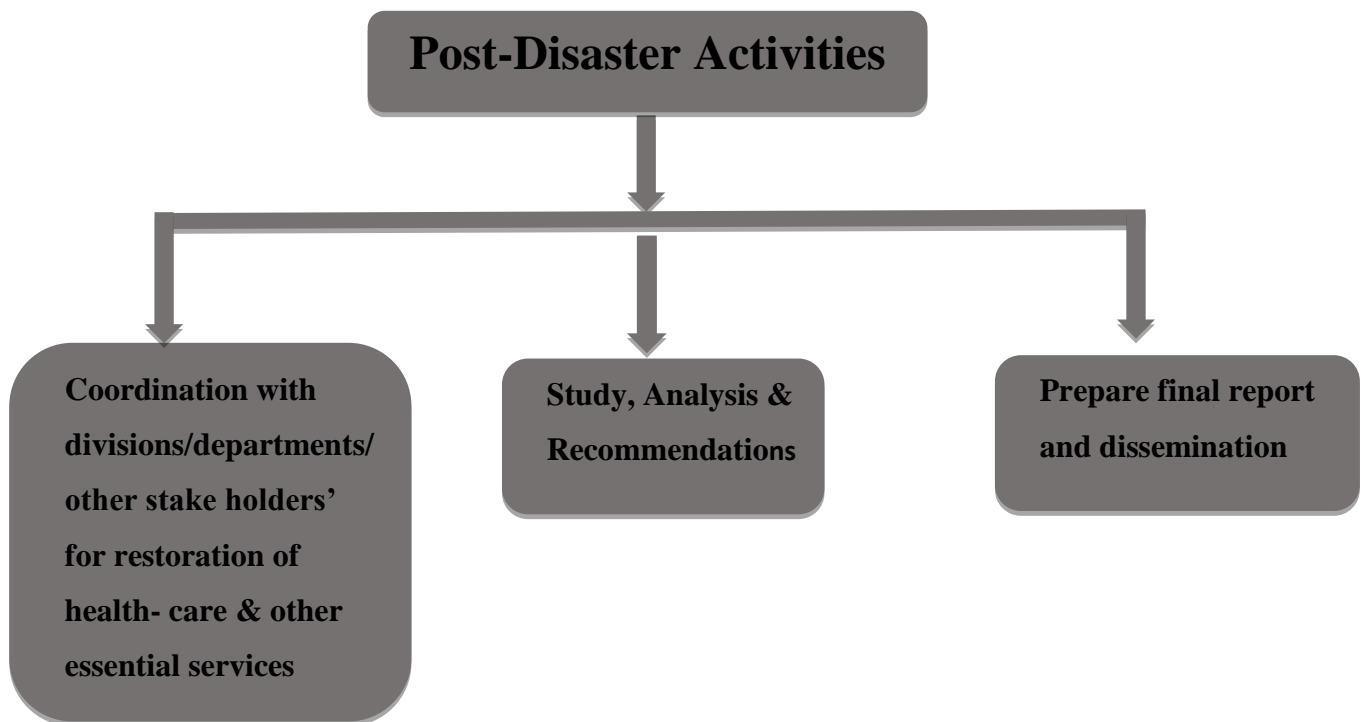 Post-Disaster Activities
Coordination with
divisions/departments/
other stake holders’
for restoration of
health- care & other
essential services
Study, Analysis &
Recommendations
Prepare final report
and dissemination